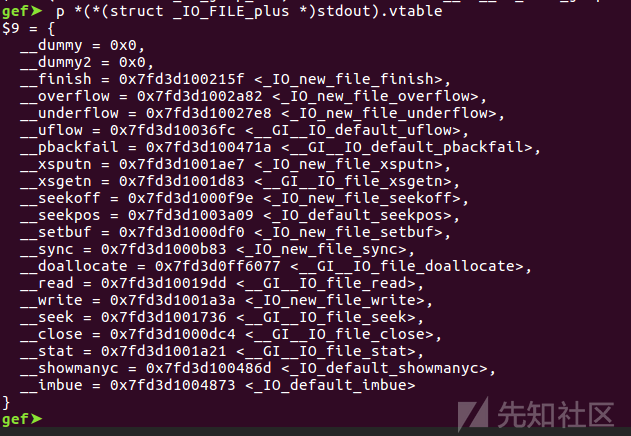 gef➤ p *(*(struct _IO_FILE_plus *)stdout).vtable
$9 = {
  __dummy = 0x0,
  __dummy2 = 0x0,
  __finish = 0x7fd3d100215f <_IO_new_file_finish>,
  __overflow = 0x7fd3d1002a82 <_IO_new_file_overflow>,
  __underflow = 0x7fd3d10027e8 <_IO_new_file_underflow>,
  __uflow = 0x7fd3d10036fc <__GI__IO_default_uflow>,
  __pbackfail = 0x7fd3d100471a <__GI__IO_default_pbackfail>,
  __xsputn = 0x7fd3d1001ae7 <_IO_new_file_xsputn>,
  __xsgetn = 0x7fd3d1001d83 <__GI__IO_file_xsgetn>,
  __seekoff = 0x7fd3d1000f9e <_IO_new_file_seekoff>,
  __seekpos = 0x7fd3d1003a09 <_IO_default_seekpos>,
  __setbuf = 0x7fd3d1000df0 <_IO_new_file_setbuf>,
  __sync = 0x7fd3d1000b83 <_IO_new_file_sync>,
  __doallocate = 0x7fd3d0ff6077 <__GI__IO_file_doallocate>,
  __read = 0x7fd3d10019dd <__GI__IO_file_read>,
  __write = 0x7fd3d1001a3a <_IO_new_file_write>,
  __seek = 0x7fd3d1001736 <__GI__IO_file_seek>,
  __close = 0x7fd3d1000dc4 <__GI__IO_file_close>,
  __stat = 0x7fd3d1001a21 <__GI__IO_file_stat>,
  __showmanyc = 0x7fd3d100486d <_IO_default_showmanyc>,
  __imbue = 0x7fd3d1004873 <_IO_default_imbue>
}
gef➤
先知社区